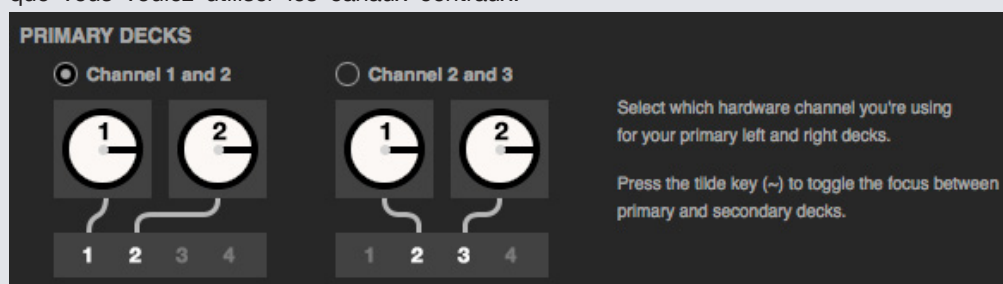 que vous voulez utiliser les canaux centraux.
PRIMARY DECKS
Channel 1 and 2
Channel 2 and 3
1 2 1 2
Select which hardware channel you're using
for your primary left and right decks.
Press the tilde key (~) to toggle the focus between
primary and secondary decks.
1 2 3 4 1 2 3 4